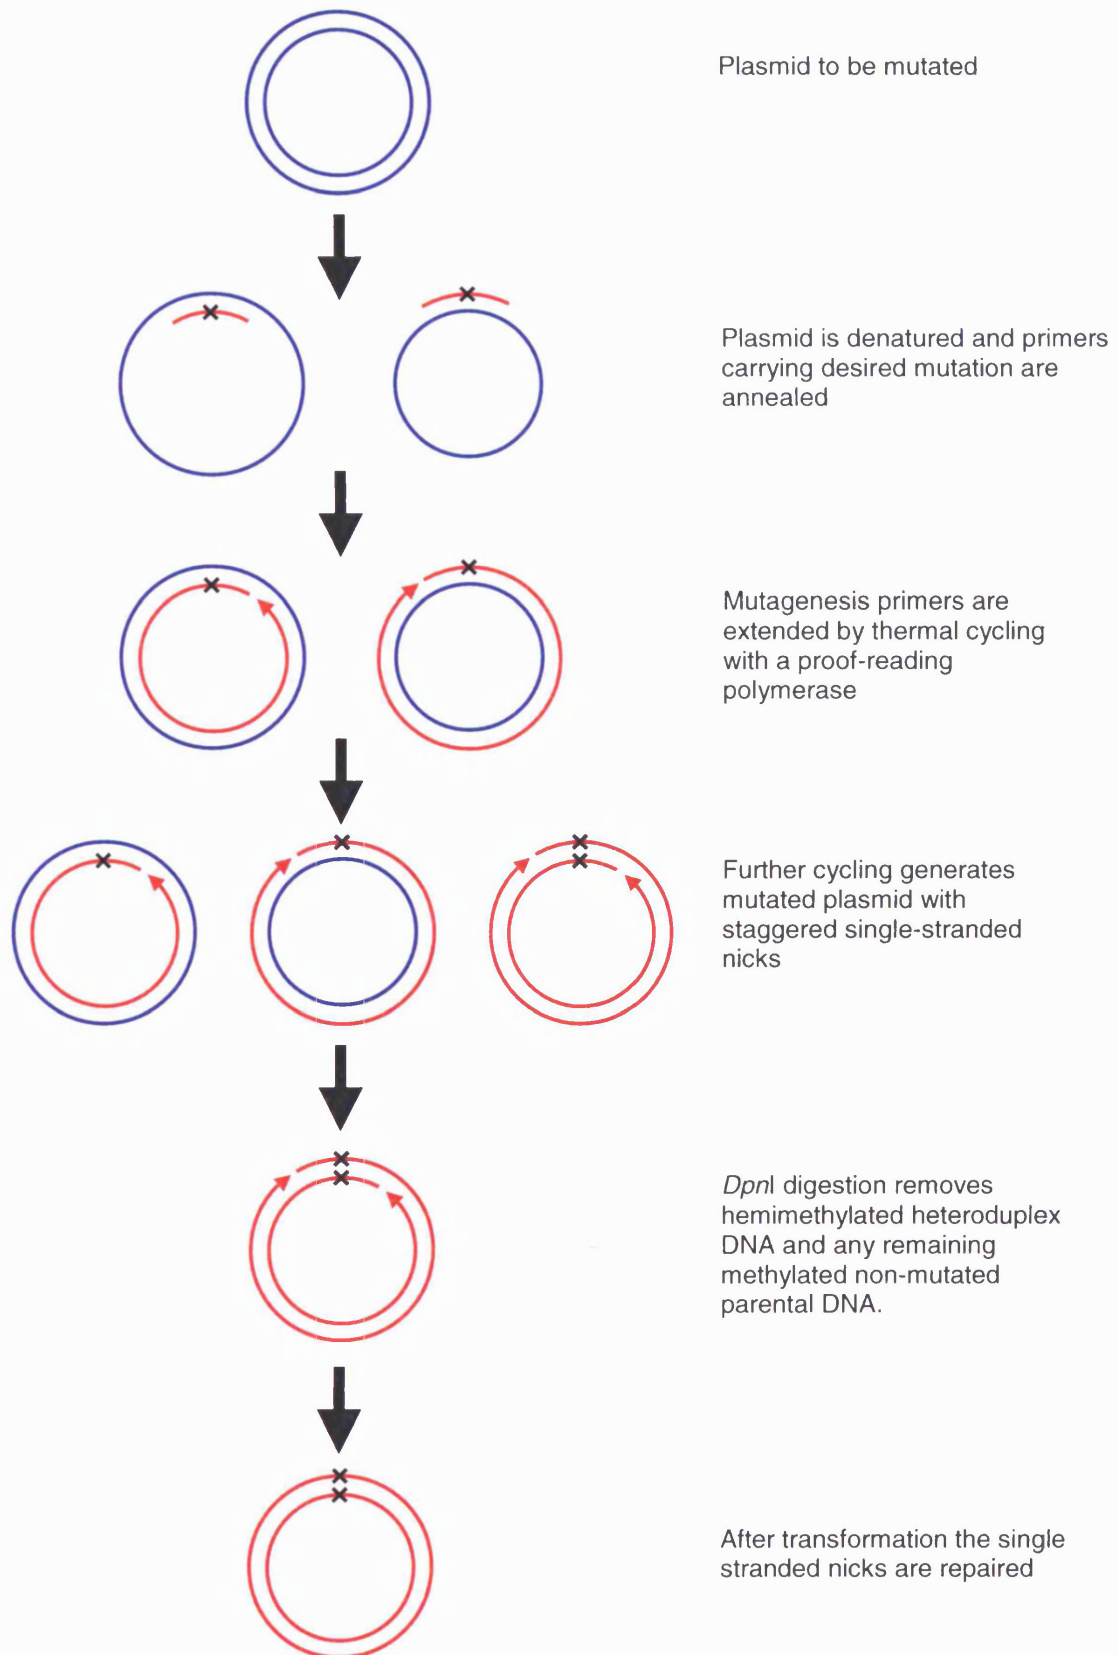 Plasmid to be mutated
Plasmid is denatured and primers
carrying desired mutation are
annealed
Mutagenesis primers are
extended by thermal cycling
with a proof-reading
polymerase
Further cycling generates
mutated plasmid with
staggered single-stranded
nicks
DpnI digestion removes
hemimethylated heteroduplex
DNA and any remaining
methylated non-mutated
parental DNA.
After transformation the single
stranded nicks are repaired